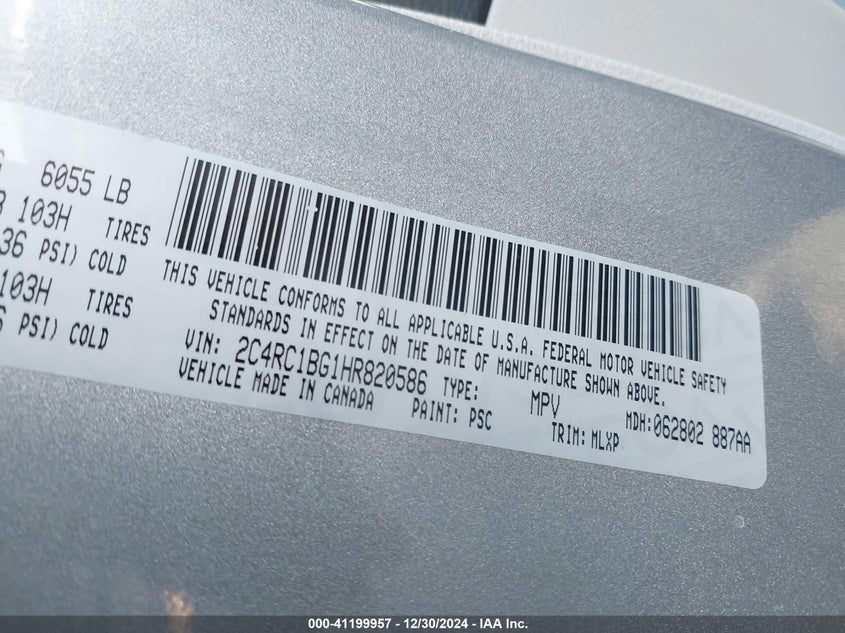 6055 LB
103H TIRES
36 PSI) COLD
103H TIRES
PSI) COLD
THIS VEHICLE CONFORMS TO ALL APPLICABLE U.S.A. FEDERAL MOTOR VEHICLE SAFETY
STANDARDS IN EFFECT ON THE DATE OF MANUFACTURE SHOWN ABOVE.
VIN: 2C4RC1BG1HR820586 TYPE: MPV MDH:062802 887AA
VEHICLE MADE IN CANADA PAINT: PSC TRIM: MLXP
000-41199957 - 12/30/2024 - IAA Inc.